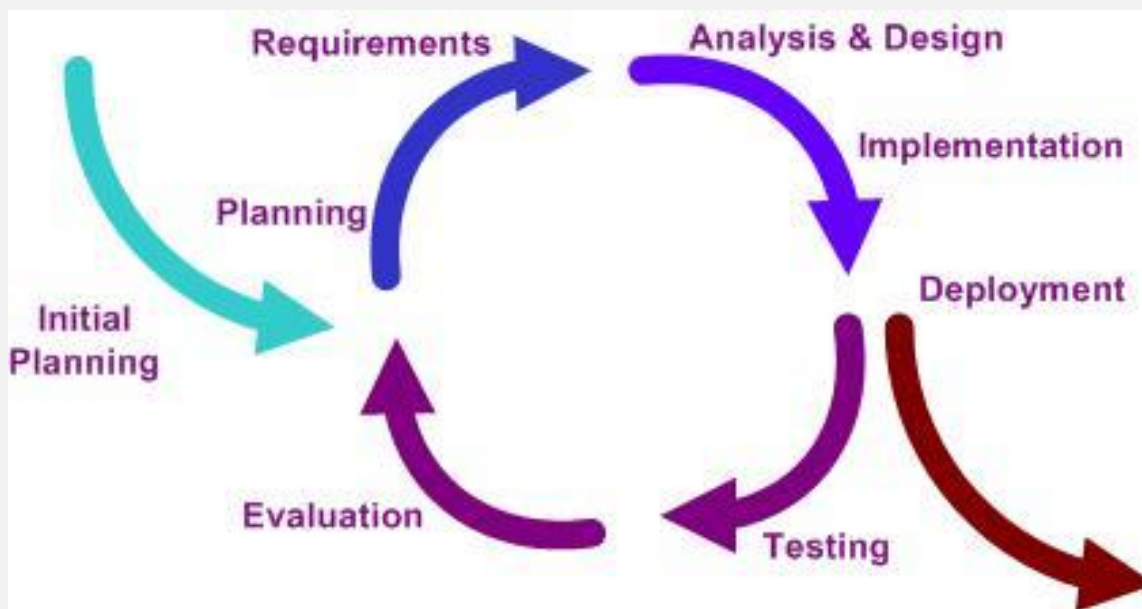 Requirements
Analysis & Design
Implementation
Planning
Deployment
Initial
Planning
Evaluation
Testing